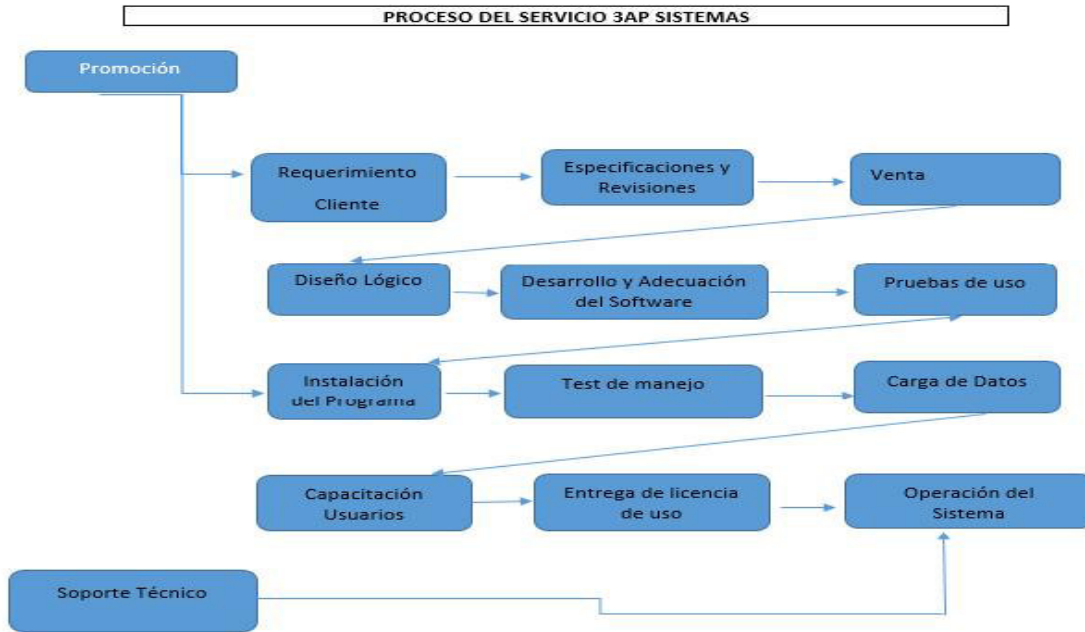 PROCESO DEL SERVICIO 3AP SISTEMAS
Promoción
Requerimiento
Cliente
Especificaciones y
Revisiones
Venta
Diseño Lógico
Desarrollo y Adecuación
del Software
Pruebas de uso
Instalación
del Programa
Test de manejo
Carga de Datos
Capacitación
Usuarios
Entrega de licencia
de uso
Operación del
Sistema
Soporte Técnico